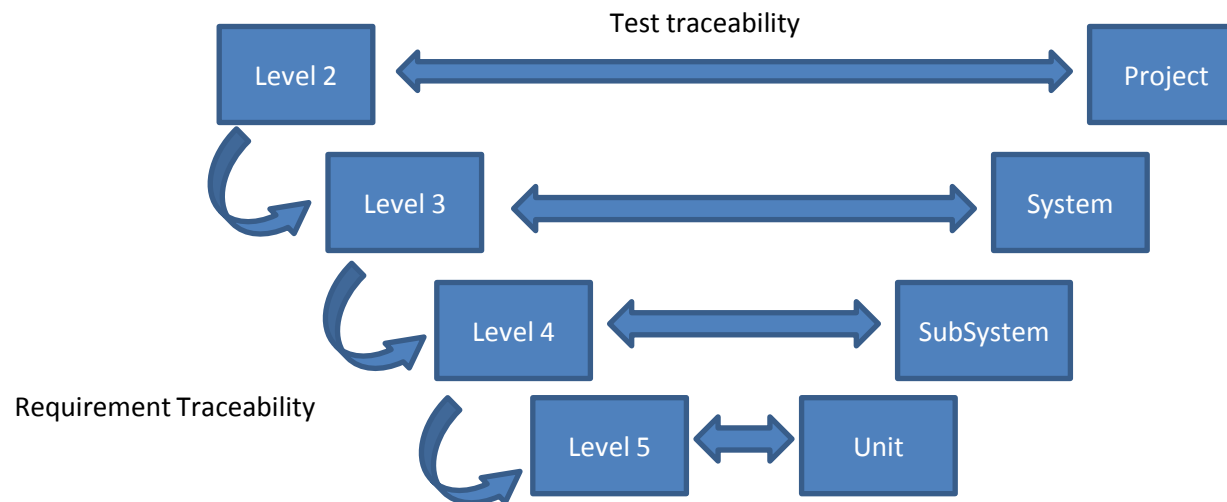 Test traceability
Level 2
Project
Level 3
System
Level 4
SubSystem
Requirement Traceability
Level 5
Unit